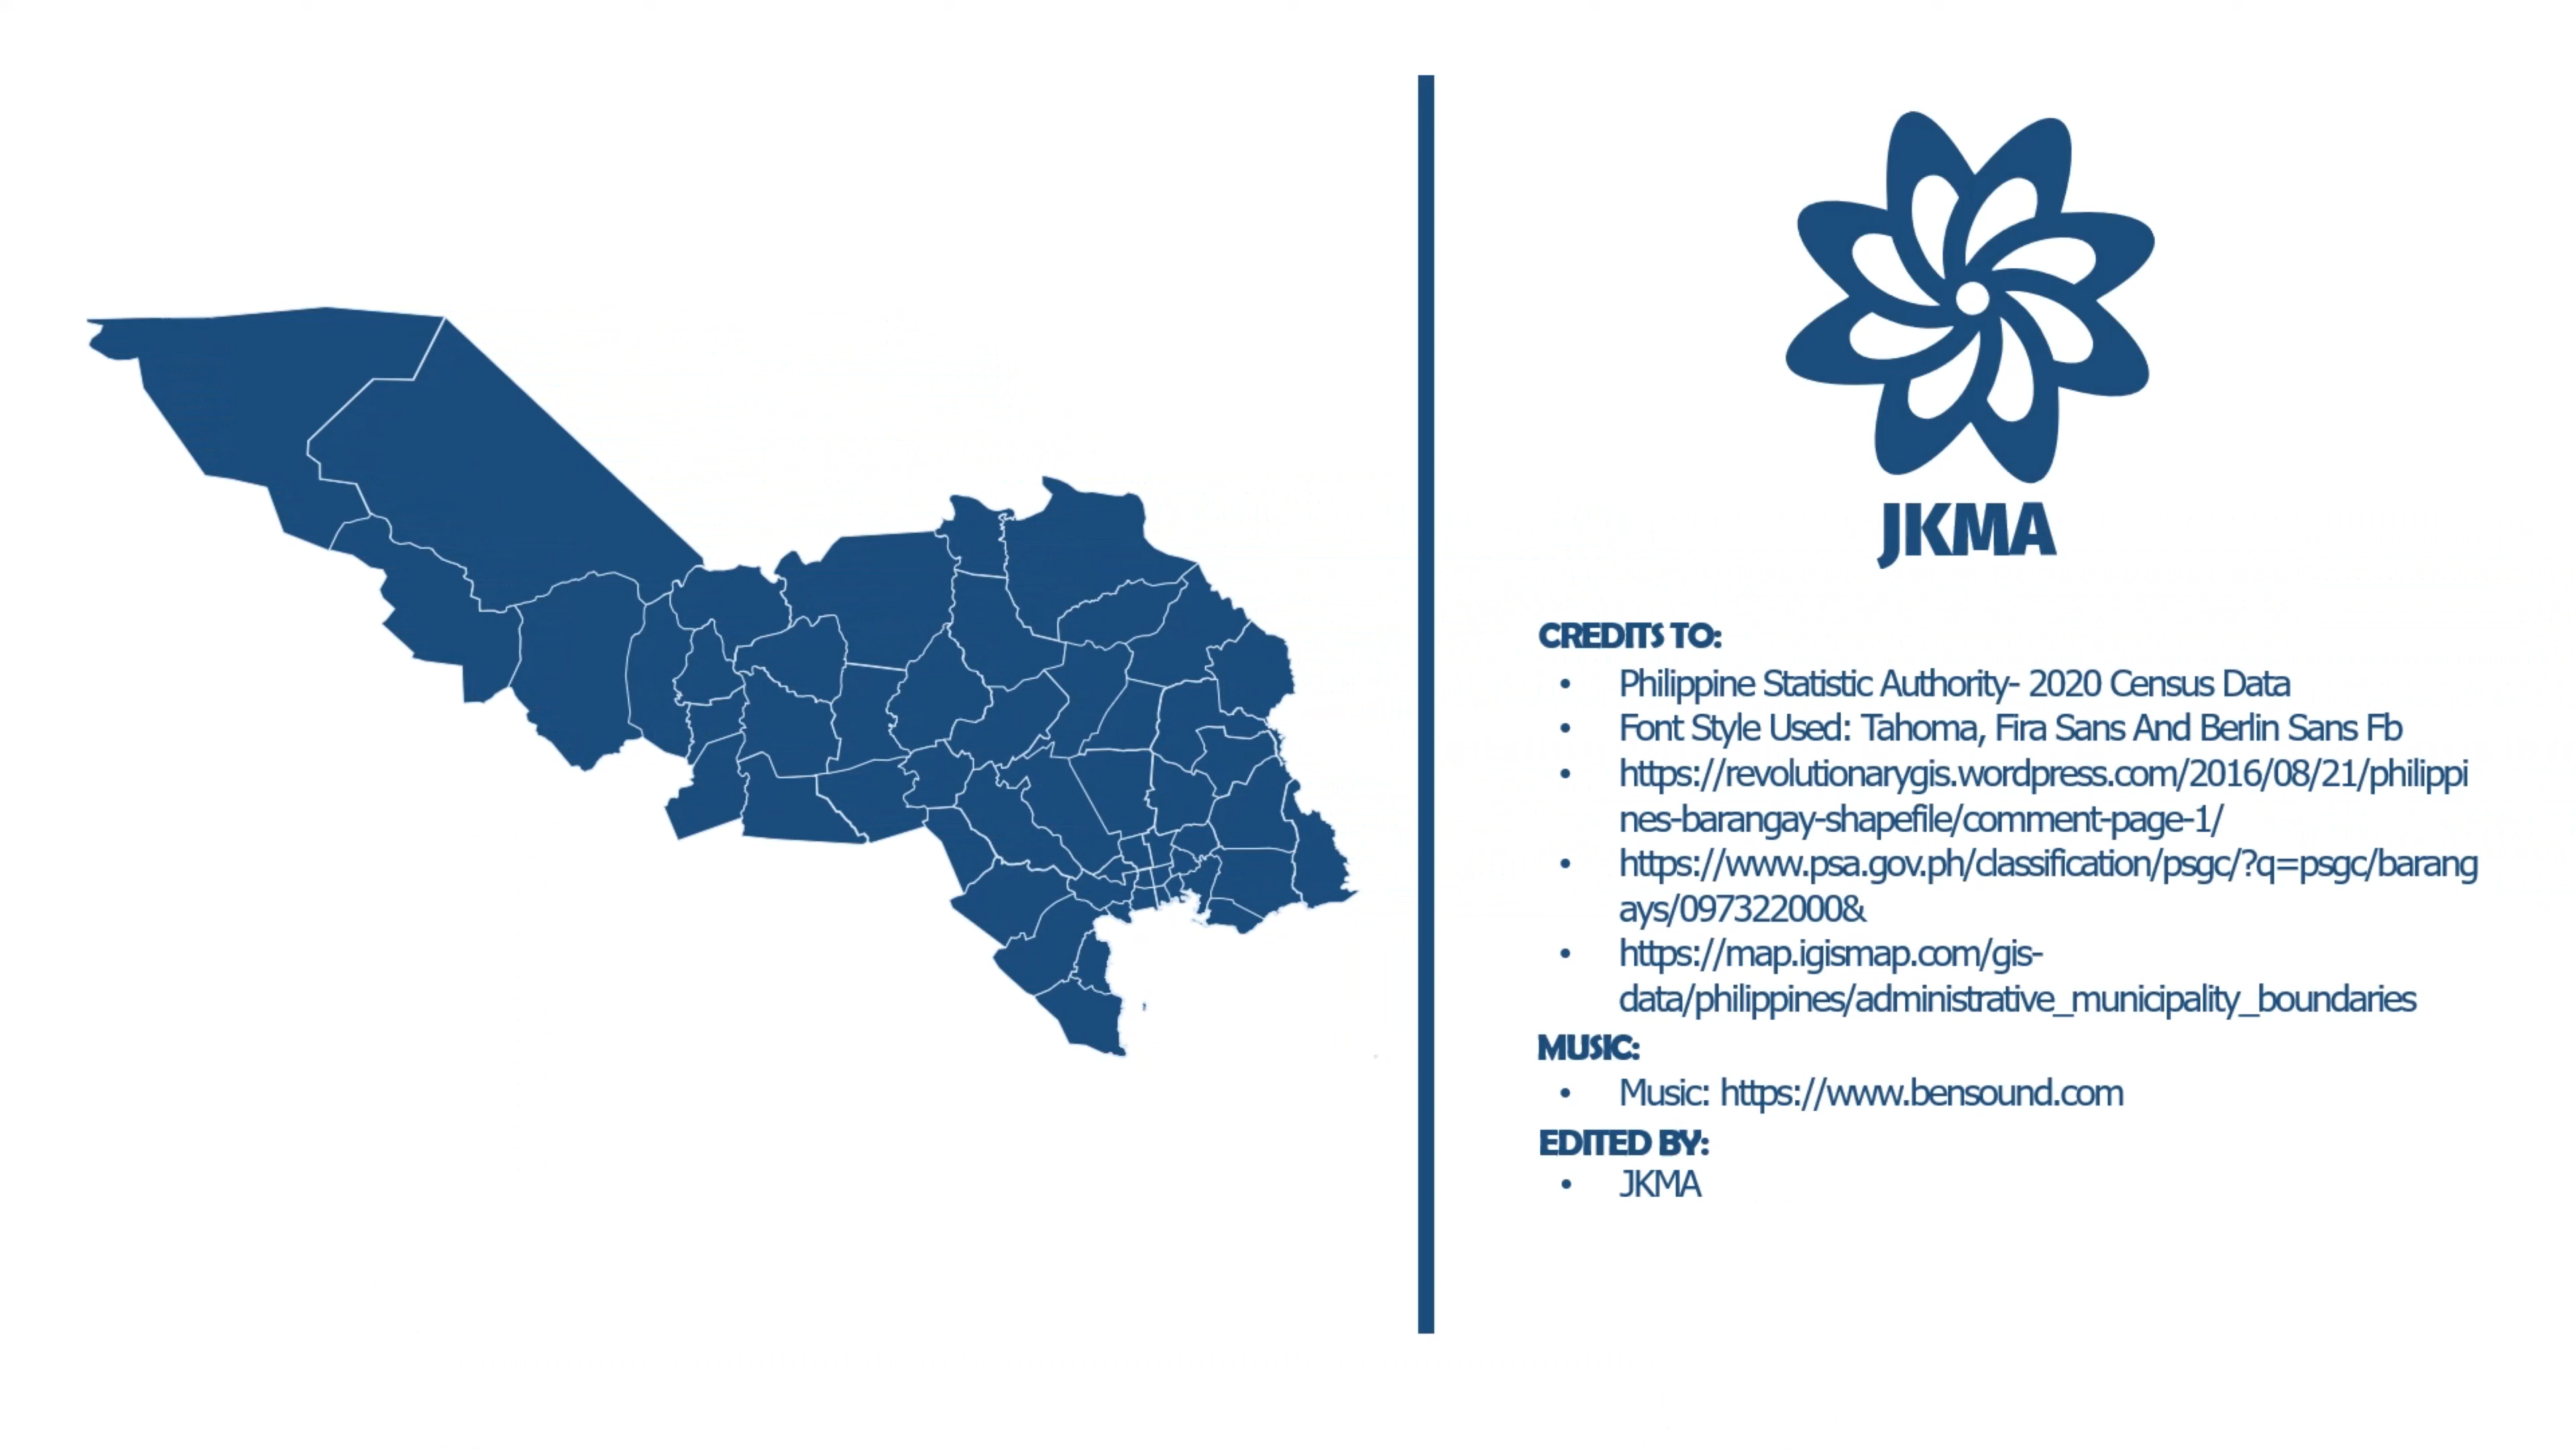 JKMA
CREDITS TO:
• Philippine Statistic Authority- 2020 Census Data
• Font Style Used: Tahoma, Fira Sans And Berlin Sans Fb
• https://revolutionarygis.wordpress.com/2016/08/21/philippi
nes-barangay-shapefile/comment-page-1/
• https://www.psa.gov.ph/classification/psgc/?q=psgc/barang
ays/097322000&
• https://map.igismap.com/gis-
data/philippines/administrative_municipality_boundaries
MUSIC:
• Music: https://www.bensound.com
EDITED BY:
• JKMA